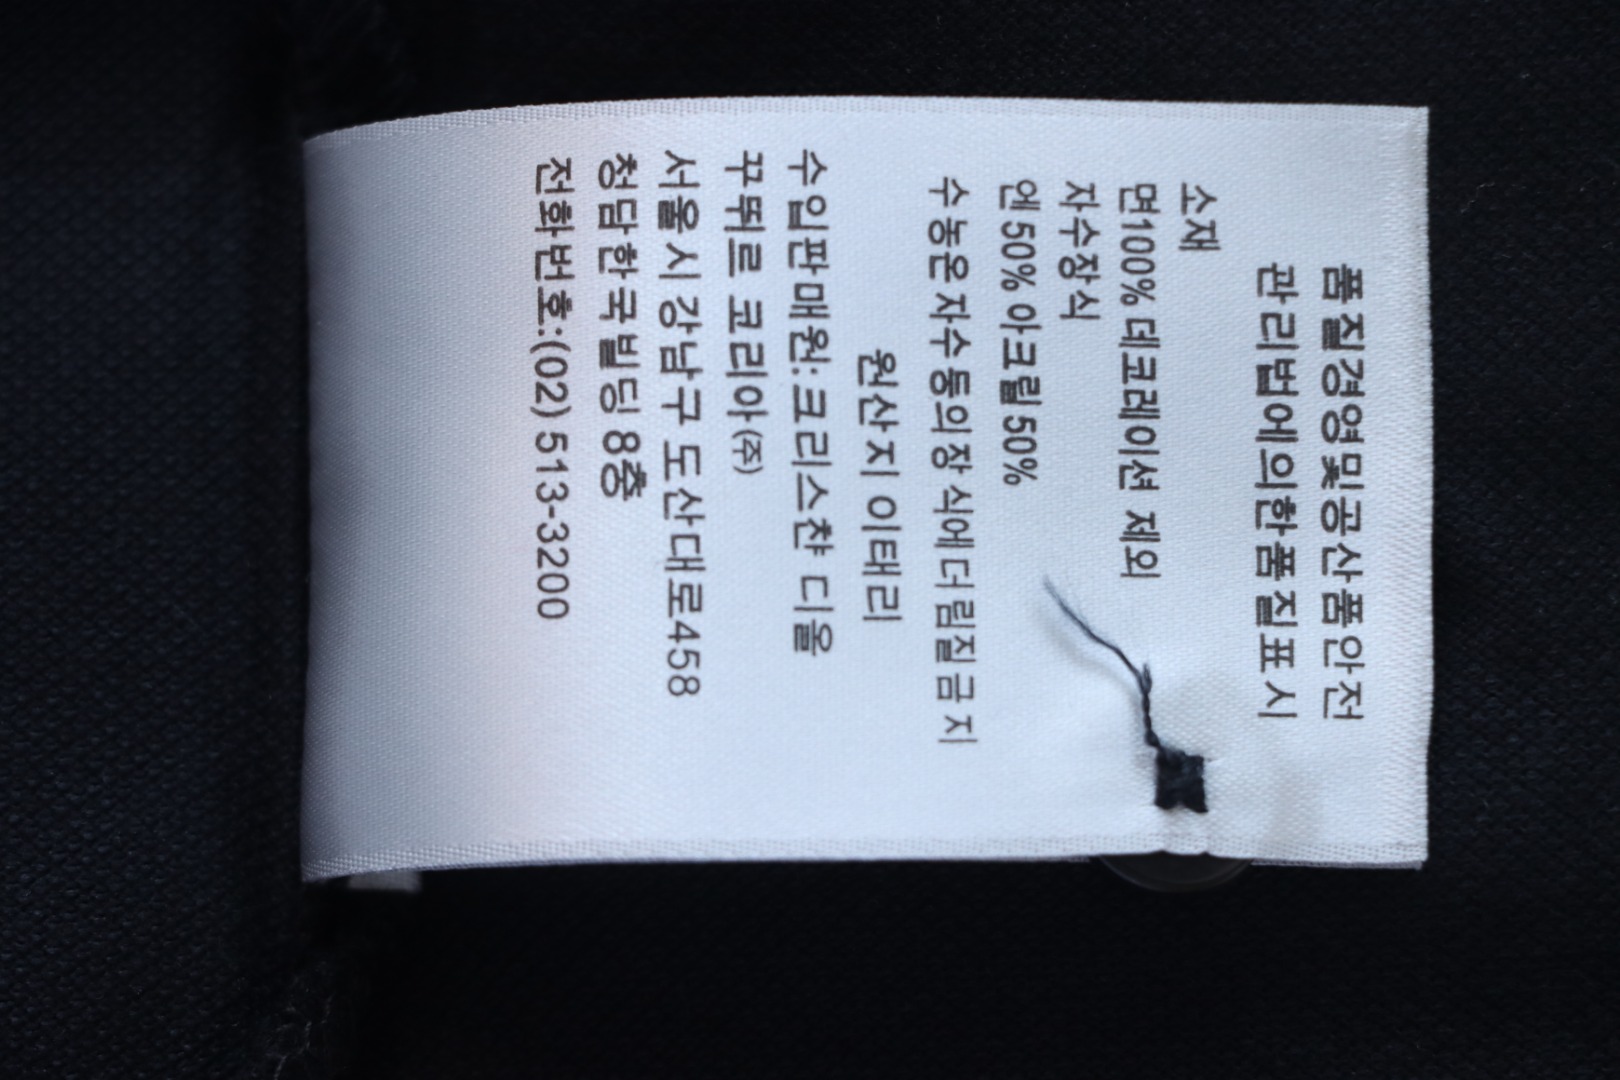 품질경영및공산품안전
관리법에의한품질표시
소재
면100% 데코레이션 제외
자수장식
엔 50% 아크릴 50%
수 농은 자수 등의 장식에 더 림질 금 지
원산지 이태리
수입판매원:크리스챤 디올
꾸뛰르 코리아(주)
서울시 강남구 도산대로458
청담한국빌딩 8층
전화번호:(02) 513-3200